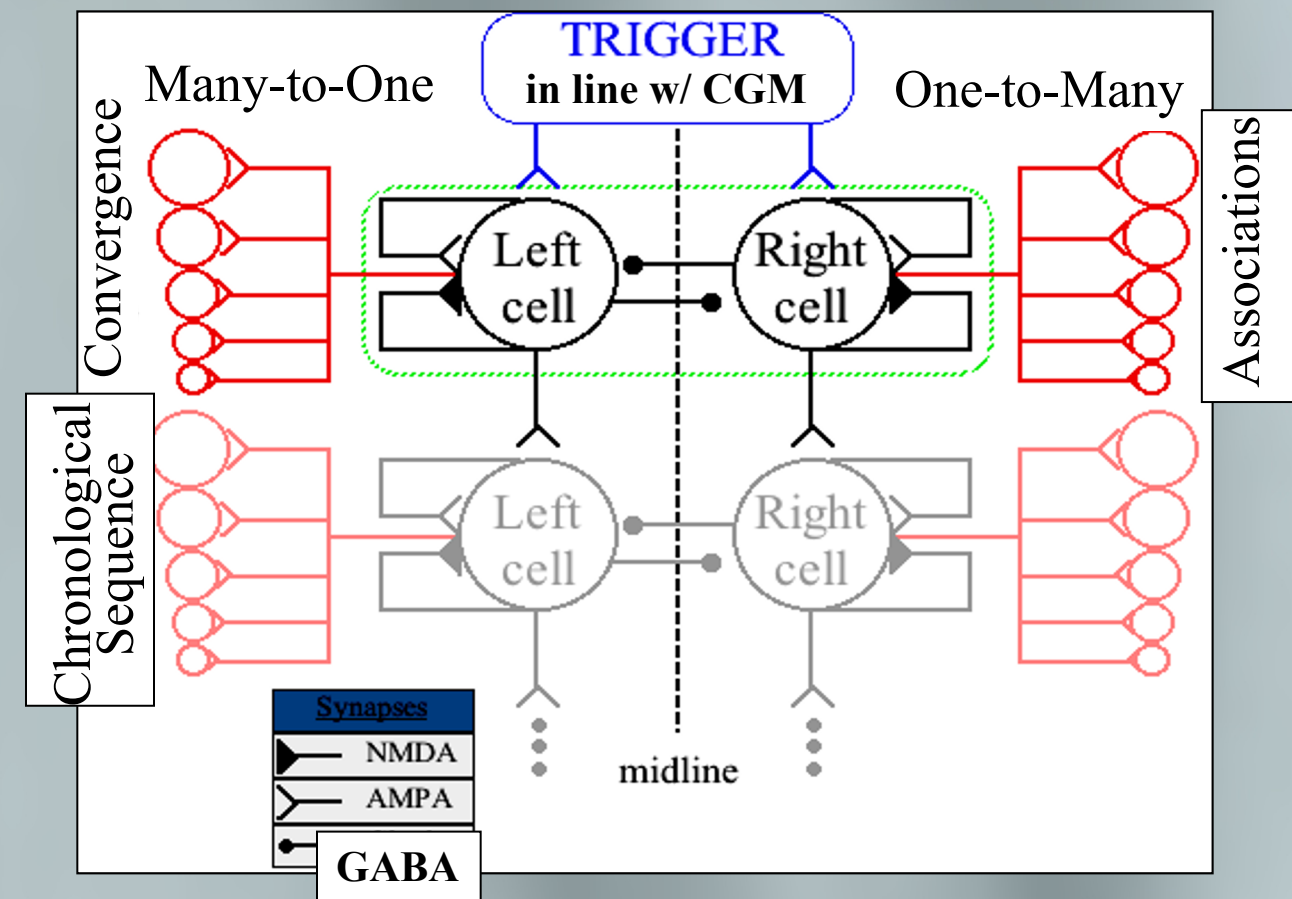 TRIGGER
in line w/ CGM
Many-to-One
One-to-Many
Convergence
Associations
Left
cell
Right
cell
Chronological
Sequence
Left
cell
Right
cell
midline
Synapses
NMDA
AMPA
GABA